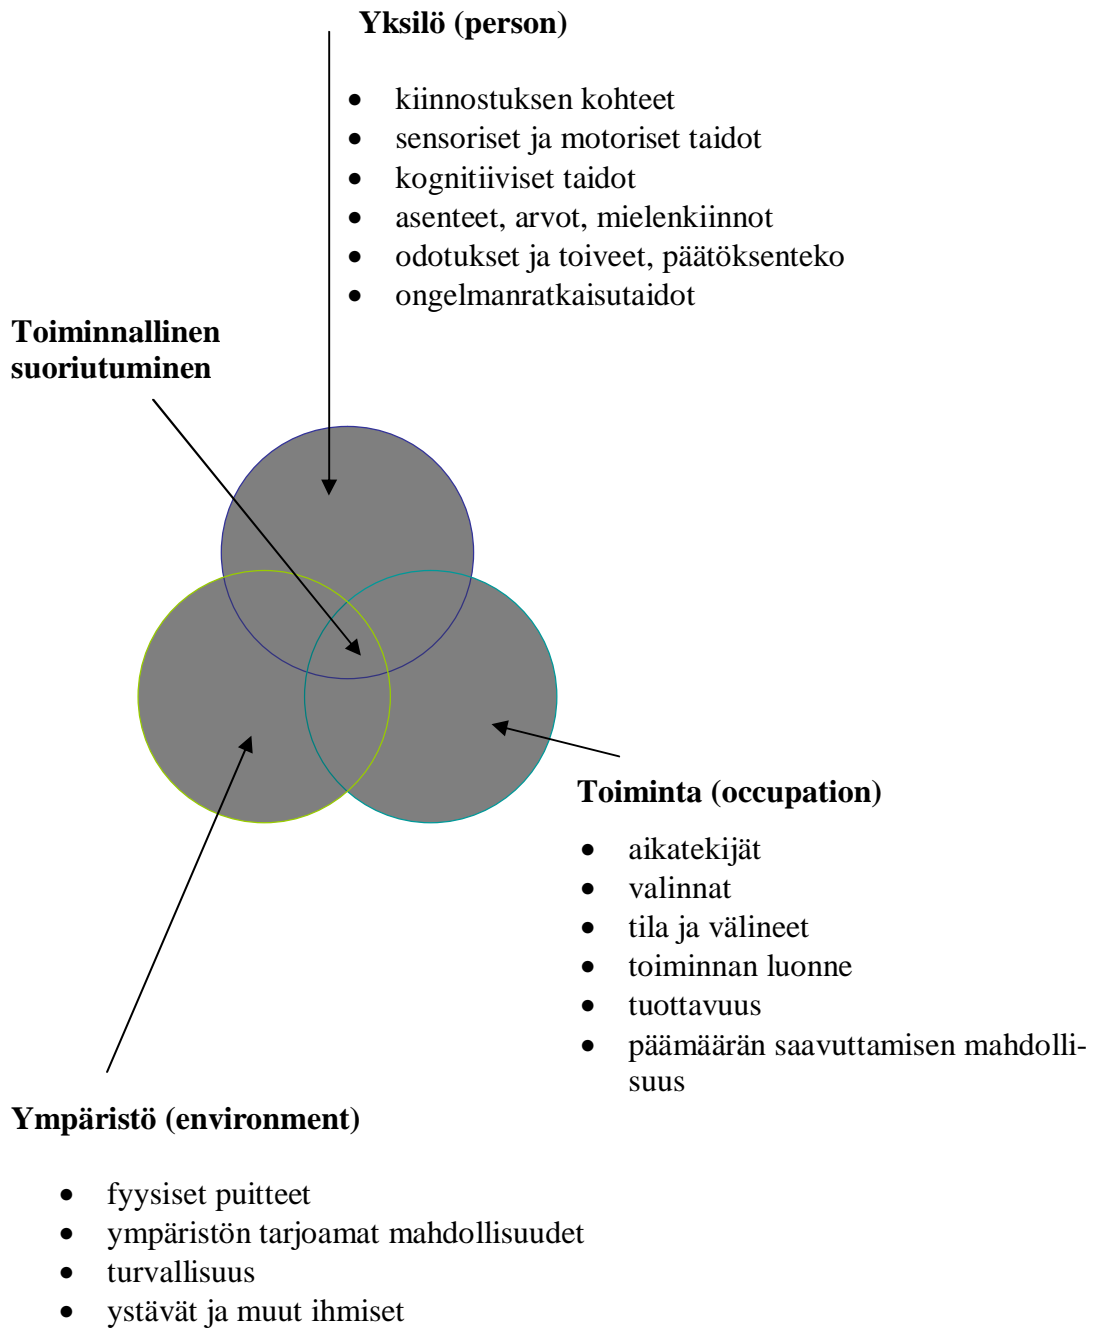 Yksilö (person)
• kiinnostuksen kohteet
• sensoriset ja motoriset taidot
• kognitiiviset taidot
• asenteet, arvot, mielenkiinnot
• odotukset ja toiveet, päätöksenteko
• ongelmanratkaisutaidot
Toiminnallinen
suoriutuminen
Toiminta (occupation)
• aikatekijät
• valinnat
• tila ja välineet
• toiminnan luonne
• tuottavuus
• päämäärän saavuttamisen mahdolli-
suus
Ympäristö (environment)
• fyysiset puitteet
• ympäristön tarjoamat mahdollisuudet
• turvallisuus
• ystävät ja muut ihmiset